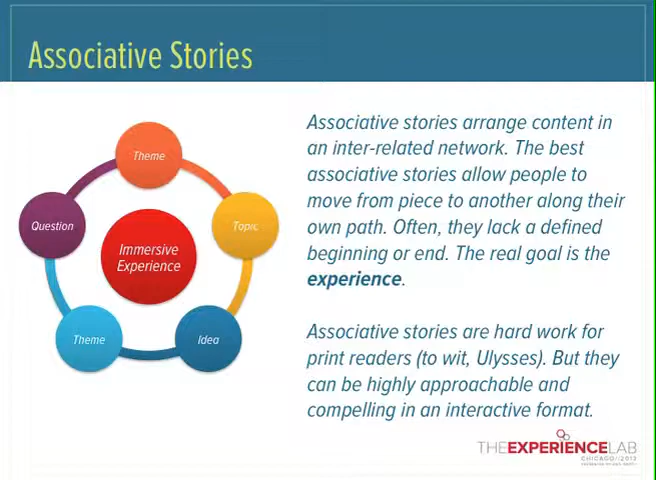 Associative Stories
Theme
Question
Topic
Immersive
Experience
Theme
Idea
Associative stories arrange content in
an inter-related network. The best
associative stories allow people to
move from piece to another along their
own path. Often, they lack a defined
beginning or end. The real goal is the
experience.
Associative stories are hard work for
print readers (to wit, Ulysses). But they
can be highly approachable and
compelling in an interactive format.
THEEXPERIENCELAB
CHICAGO//2012